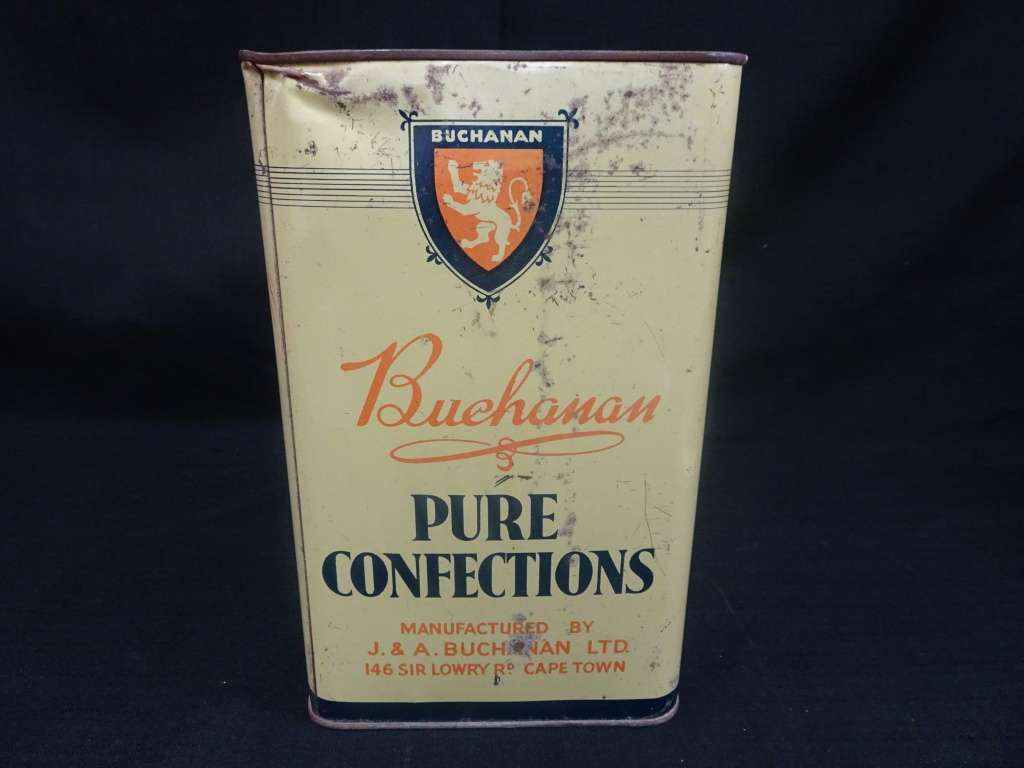 BUCHANAN
Buchanan
PURE
CONFECTIONS
MANUFACTURED BY
J. & A. BUCHANAN LTD.
146 SIR LOWRY RD CAPE TOWN